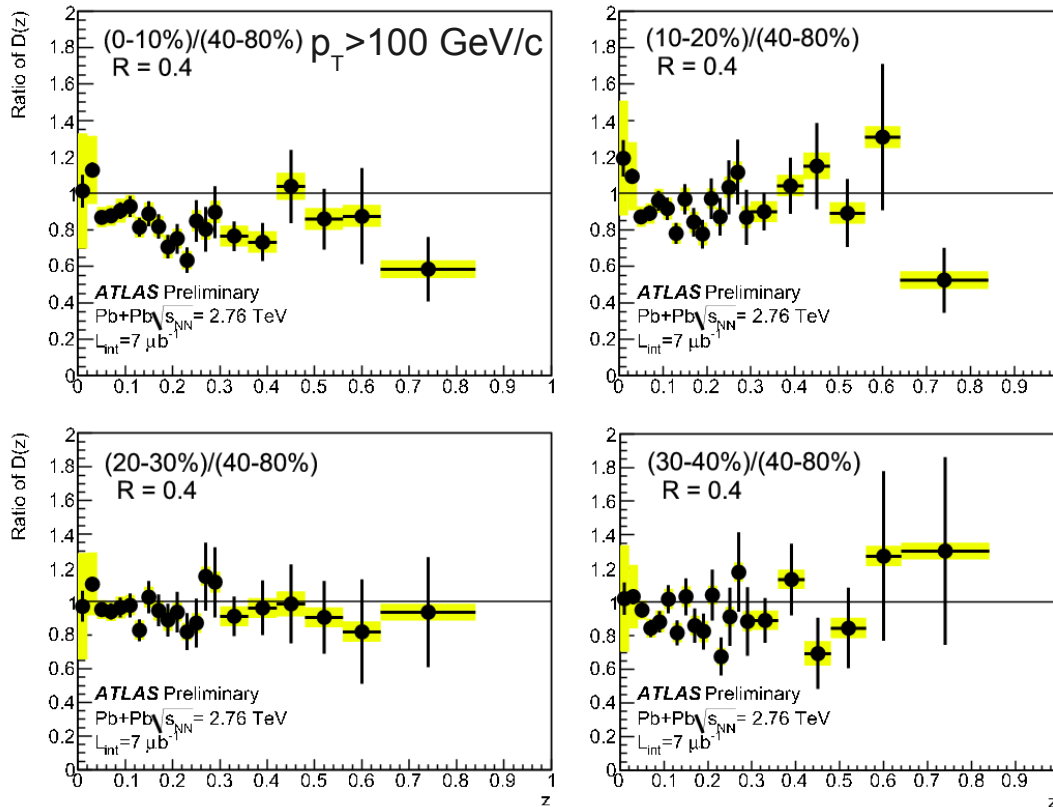 Ratio of D(z)
2
1.8
1.6
1.4
1.2
1
0.8
0.6
0.4
0.2
0
(0-10%)/(40-80%) p_T>100 GeV/c
R = 0.4
ATLAS Preliminary
Pb+Pb√s_NN= 2.76 TeV
L_int=7 μb⁻¹
0 0.1 0.2 0.3 0.4 0.5 0.6 0.7 0.8 0.9 1
2
1.8
1.6
1.4
1.2
1
0.8
0.6
0.4
0.2
0
(10-20%)/(40-80%)
R = 0.4
ATLAS Preliminary
Pb+Pb√s_NN= 2.76 TeV
L_int=7 μb⁻¹
0 0.1 0.2 0.3 0.4 0.5 0.6 0.7 0.8 0.9
Ratio of D(z)
2
1.8
1.6
1.4
1.2
1
0.8
0.6
0.4
0.2
0
(20-30%)/(40-80%)
R = 0.4
ATLAS Preliminary
Pb+Pb√s_NN= 2.76 TeV
L_int=7 μb⁻¹
0 0.1 0.2 0.3 0.4 0.5 0.6 0.7 0.8 0.9 1
z
2
1.8
1.6
1.4
1.2
1
0.8
0.6
0.4
0.2
0
(30-40%)/(40-80%)
R = 0.4
ATLAS Preliminary
Pb+Pb√s_NN= 2.76 TeV
L_int=7 μb⁻¹
0 0.1 0.2 0.3 0.4 0.5 0.6 0.7 0.8 0.9
z